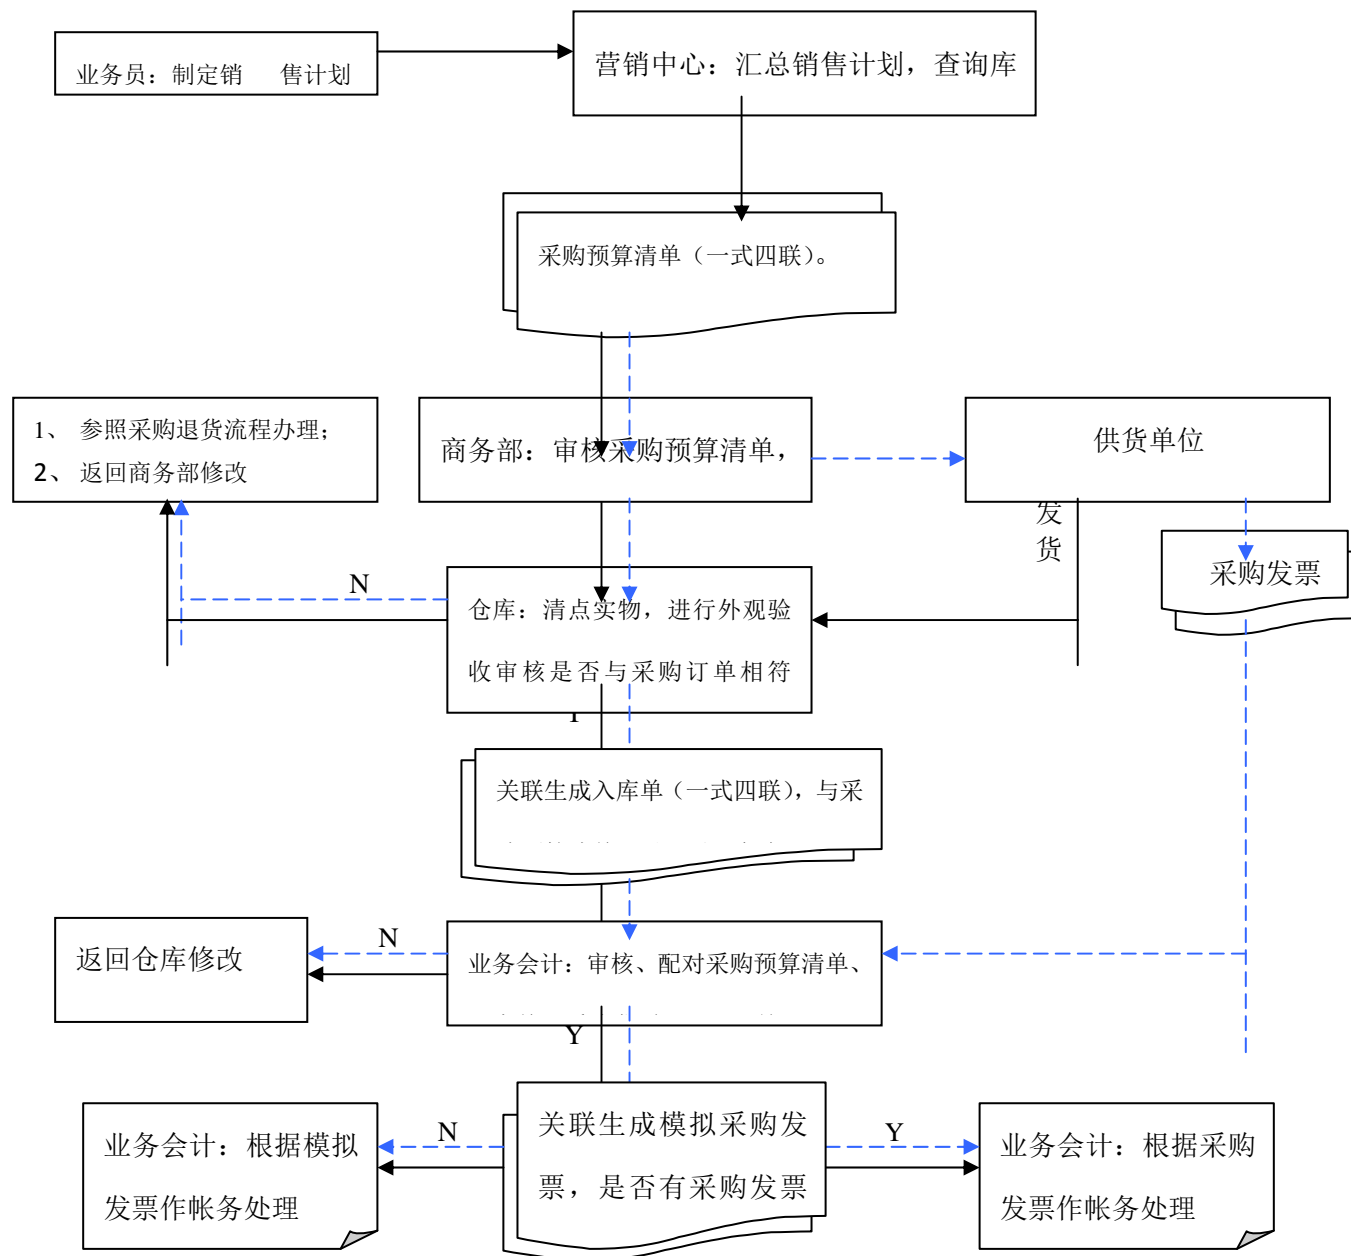 业务员：制定销　售计划
营销中心：汇总销售计划，查询库
采购预算清单（一式四联）。
1、 参照采购退货流程办理；
2、 返回商务部修改
商务部：审核采购预算清单，
供货单位
发
货
采购发票
N
仓库：清点实物，进行外观验
收审核是否与采购订单相符
关联生成入库单（一式四联），与采
返回仓库修改
N
业务会计：审核、配对采购预算清单、
Y
业务会计：根据模拟
发票作帐务处理
N
关联生成模拟采购发
票，是否有采购发票
Y
业务会计：根据采购
发票作帐务处理